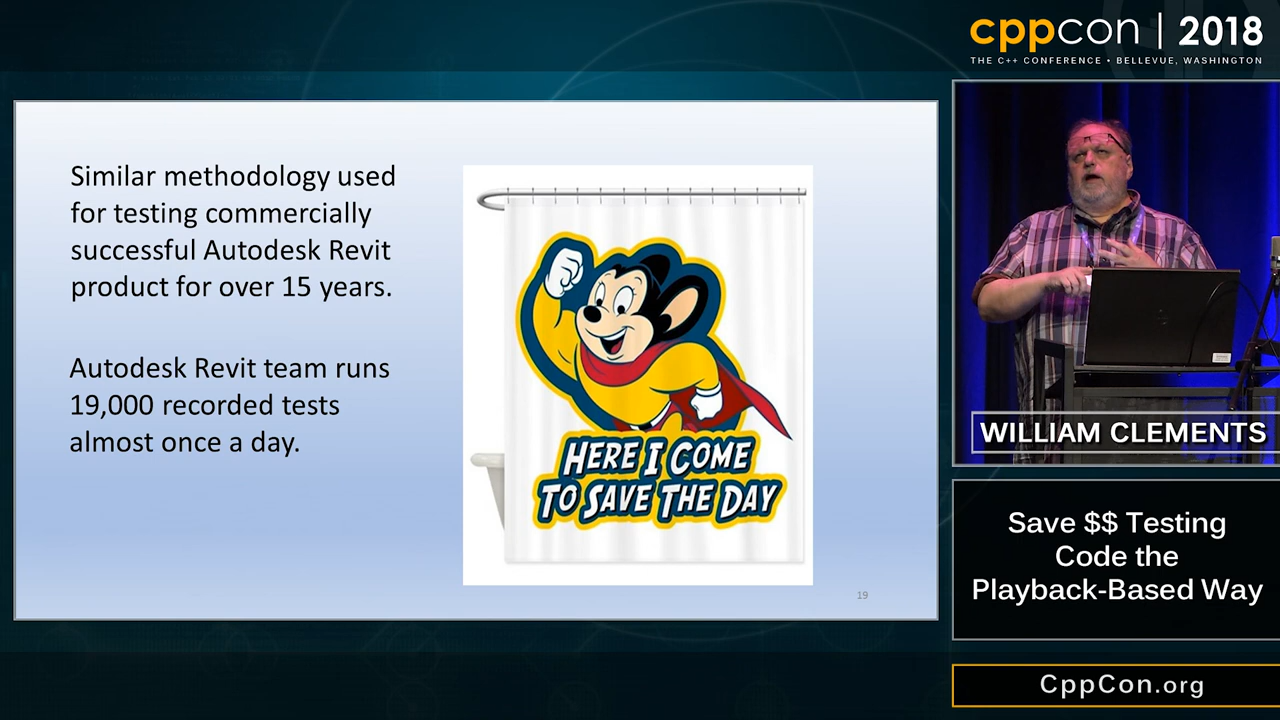 cppcon | 2018
THE C++ CONFERENCE • BELLEVUE, WASHINGTON
Similar methodology used
for testing commercially
successful Autodesk Revit
product for over 15 years.
Autodesk Revit team runs
19,000 recorded tests
almost once a day.
HERE I COME
TO SAVE THE DAY
19
WILLIAM CLEMENTS
Save $$ Testing
Code the
Playback-Based Way
CppCon.org